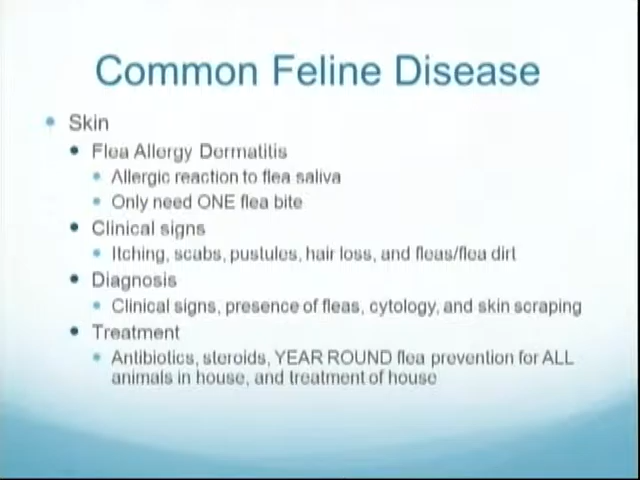 Common Feline Disease
Skin
Flea Allergy Dermatitis
Allergic reaction to flea saliva
Only need ONE flea bite
Clinical signs
Itching, scabs, pustules, hair loss, and fleas/flea dirt
Diagnosis
Clinical signs, presence of fleas, cytology, and skin scraping
Treatment
Antibiotics, steroids, YEAR ROUND flea prevention for ALL
animals in house, and treatment of house